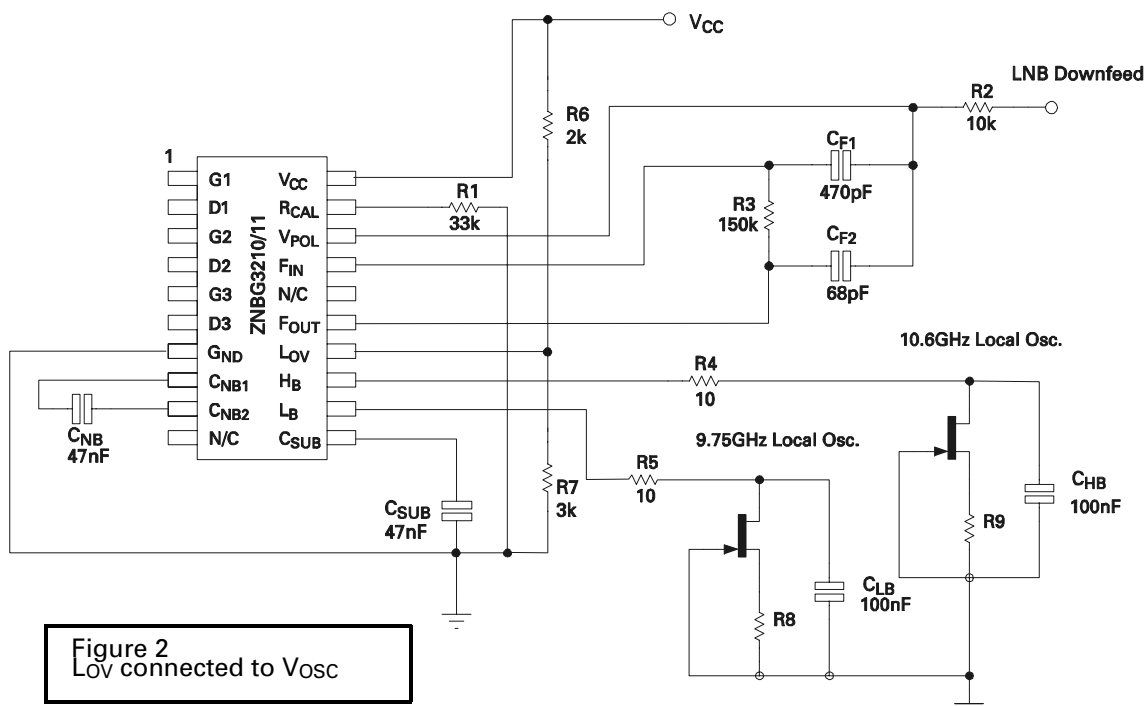 VCC
LNB Downfeed
R2
10k
R6
2k
CF1
470pF
R3
150k
CF2
68pF
1
ZNBG3210/11
G1
D1
G2
D2
G3
D3
GND
CNB1
CNB2
N/C
VCC
RCAL
VPOL
FIN
N/C
FOUT
LOV
HB
LB
CSUB
R1
33k
CNB
47nF
CSUB
47nF
R7
3k
10.6GHz Local Osc.
R4
10
9.75GHz Local Osc.
R5
10
CHB
100nF
R9
CLB
100nF
R8
Figure 2
LOV connected to VOSC